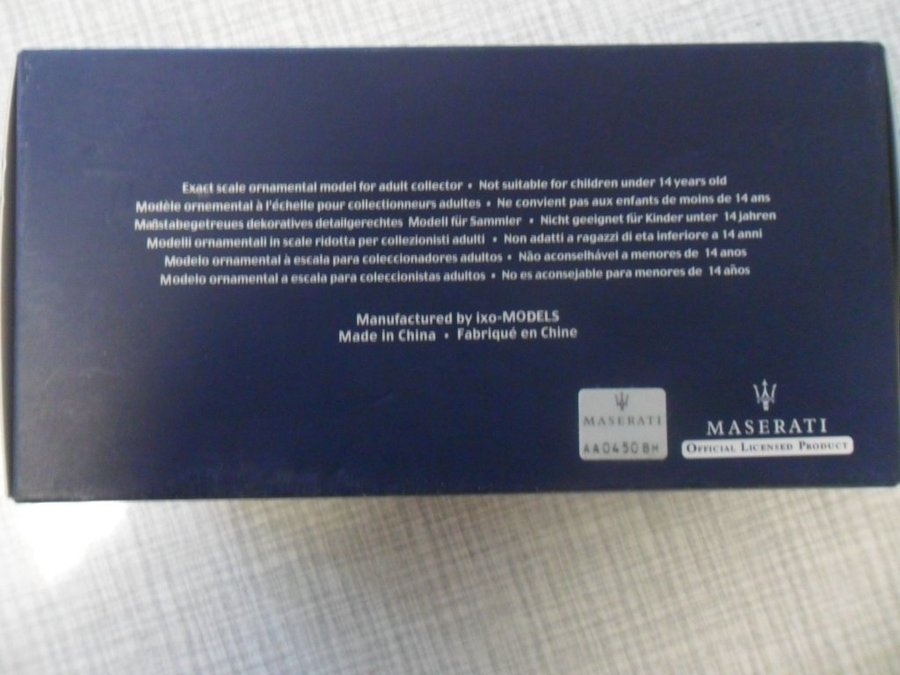 Exact scale ornamental model for adult collector • Not suitable for children under 14 years old
Modèle ornemental à l'échelle pour collectionneurs adultes • Ne convient pas aux enfants de moins de 14 ans
Maßstabegetreues dekoratives detailgerechtes Modell für Sammler • Nicht geeignet für Kinder unter 14 jahren
Modelli ornamentali in scale ridotta per collezionisti adulti • Non adatti a ragazzi di eta inferiore a 14 anni
Modelo ornamental à escala para coleccionadores adultos • Não aconselhável a menores de 14 anos
Modelo ornamental a escala para coleccionistas adultos • No es aconsejable para menores de 14 años
Manufactured by ixo-MODELS
Made in China • Fabriqué en Chine
MASERATI
AA0450BH
MASERATI
OFFICIAL LICENSED PRODUCT